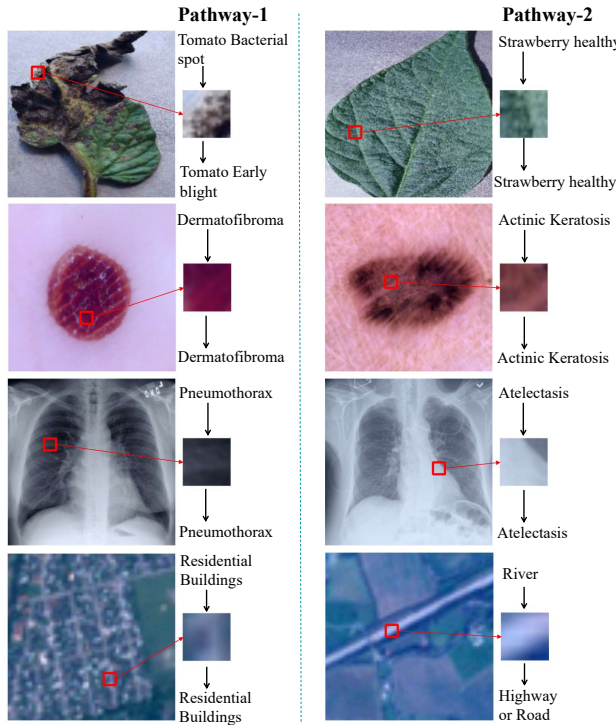 Pathway-1
Pathway-2
Tomato Bacterial
spot
Tomato Early
blight
Strawberry healthy
Strawberry healthy
Dermatofibroma
Dermatofibroma
Actinic Keratosis
Actinic Keratosis
Pneumothorax
Pneumothorax
Atelectasis
Atelectasis
Residential
Buildings
Residential
Buildings
River
Highway
or Road